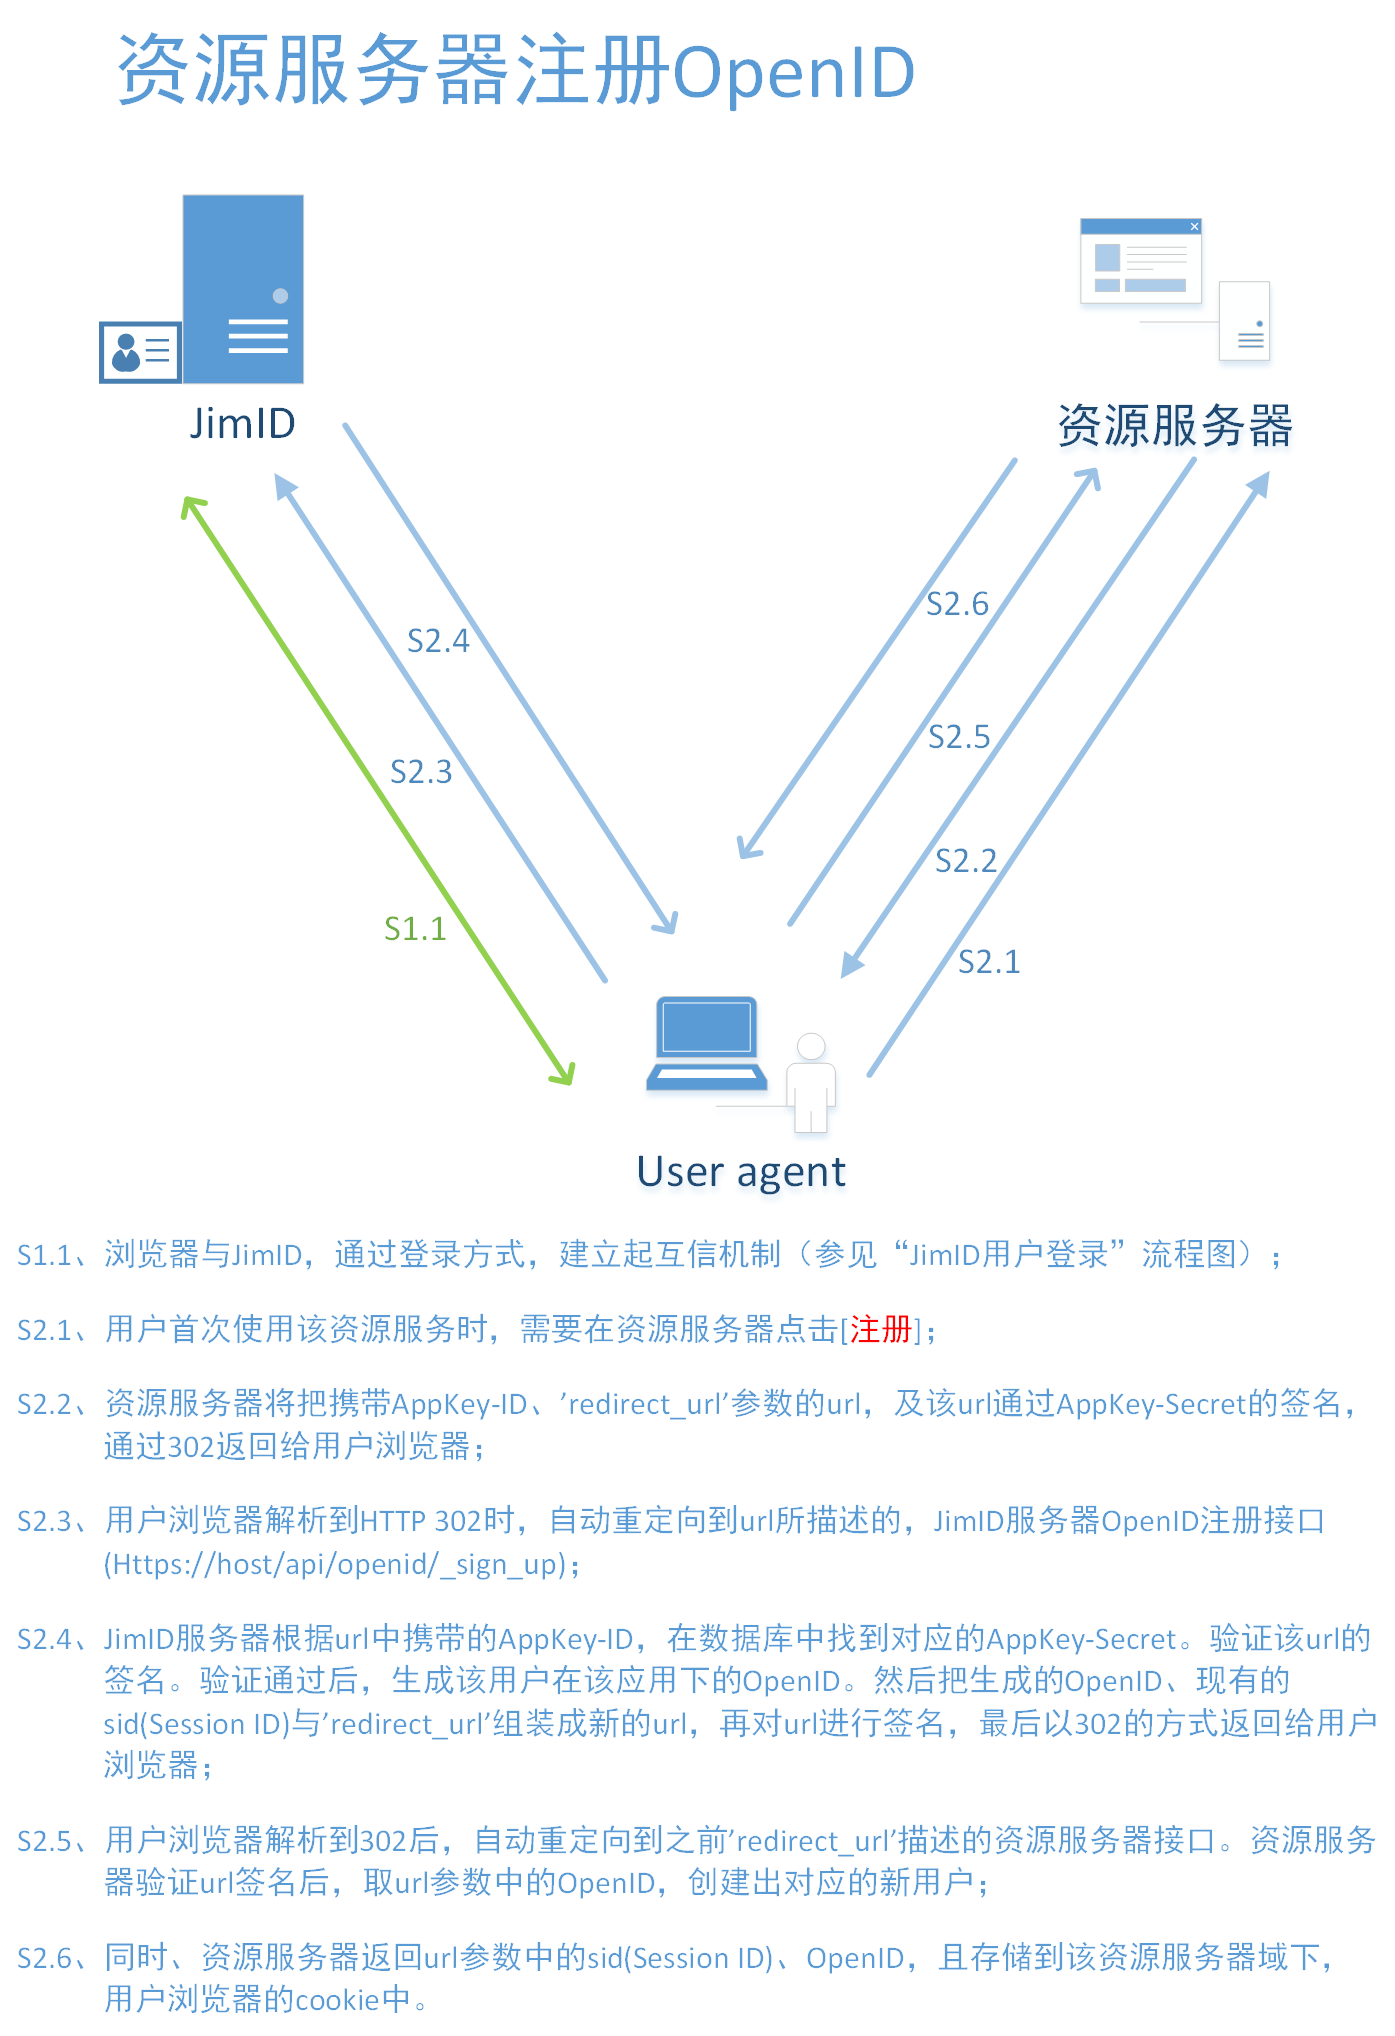 资源服务器注册OpenID
JimID
资源服务器
S2.6
S2.4
S2.5
S2.3
S2.2
S1.1
S2.1
User agent
S1.1、浏览器与JimID，通过登录方式，建立起互信机制（参见“JimID用户登录”流程图）；
S2.1、用户首次使用该资源服务时，需要在资源服务器点击[注册]；
S2.2、资源服务器将把携带AppKey-ID、’redirect_url’参数的url，及该url通过AppKey-Secret的签名，
通过302返回给用户浏览器；
S2.3、用户浏览器解析到HTTP 302时，自动重定向到url所描述的，JimID服务器OpenID注册接口
(Https://host/api/openid/_sign_up)；
S2.4、JimID服务器根据url中携带的AppKey-ID，在数据库中找到对应的AppKey-Secret。验证该url的
签名。验证通过后，生成该用户在该应用下的OpenID。然后把生成的OpenID、现有的
sid(Session ID)与’redirect_url’组装成新的url，再对url进行签名，最后以302的方式返回给用户
浏览器；
S2.5、用户浏览器解析到302后，自动重定向到之前’redirect_url’描述的资源服务器接口。资源服务
器验证url签名后，取url参数中的OpenID，创建出对应的新用户；
S2.6、同时、资源服务器返回url参数中的sid(Session ID)、OpenID，且存储到该资源服务器域下，
用户浏览器的cookie中。